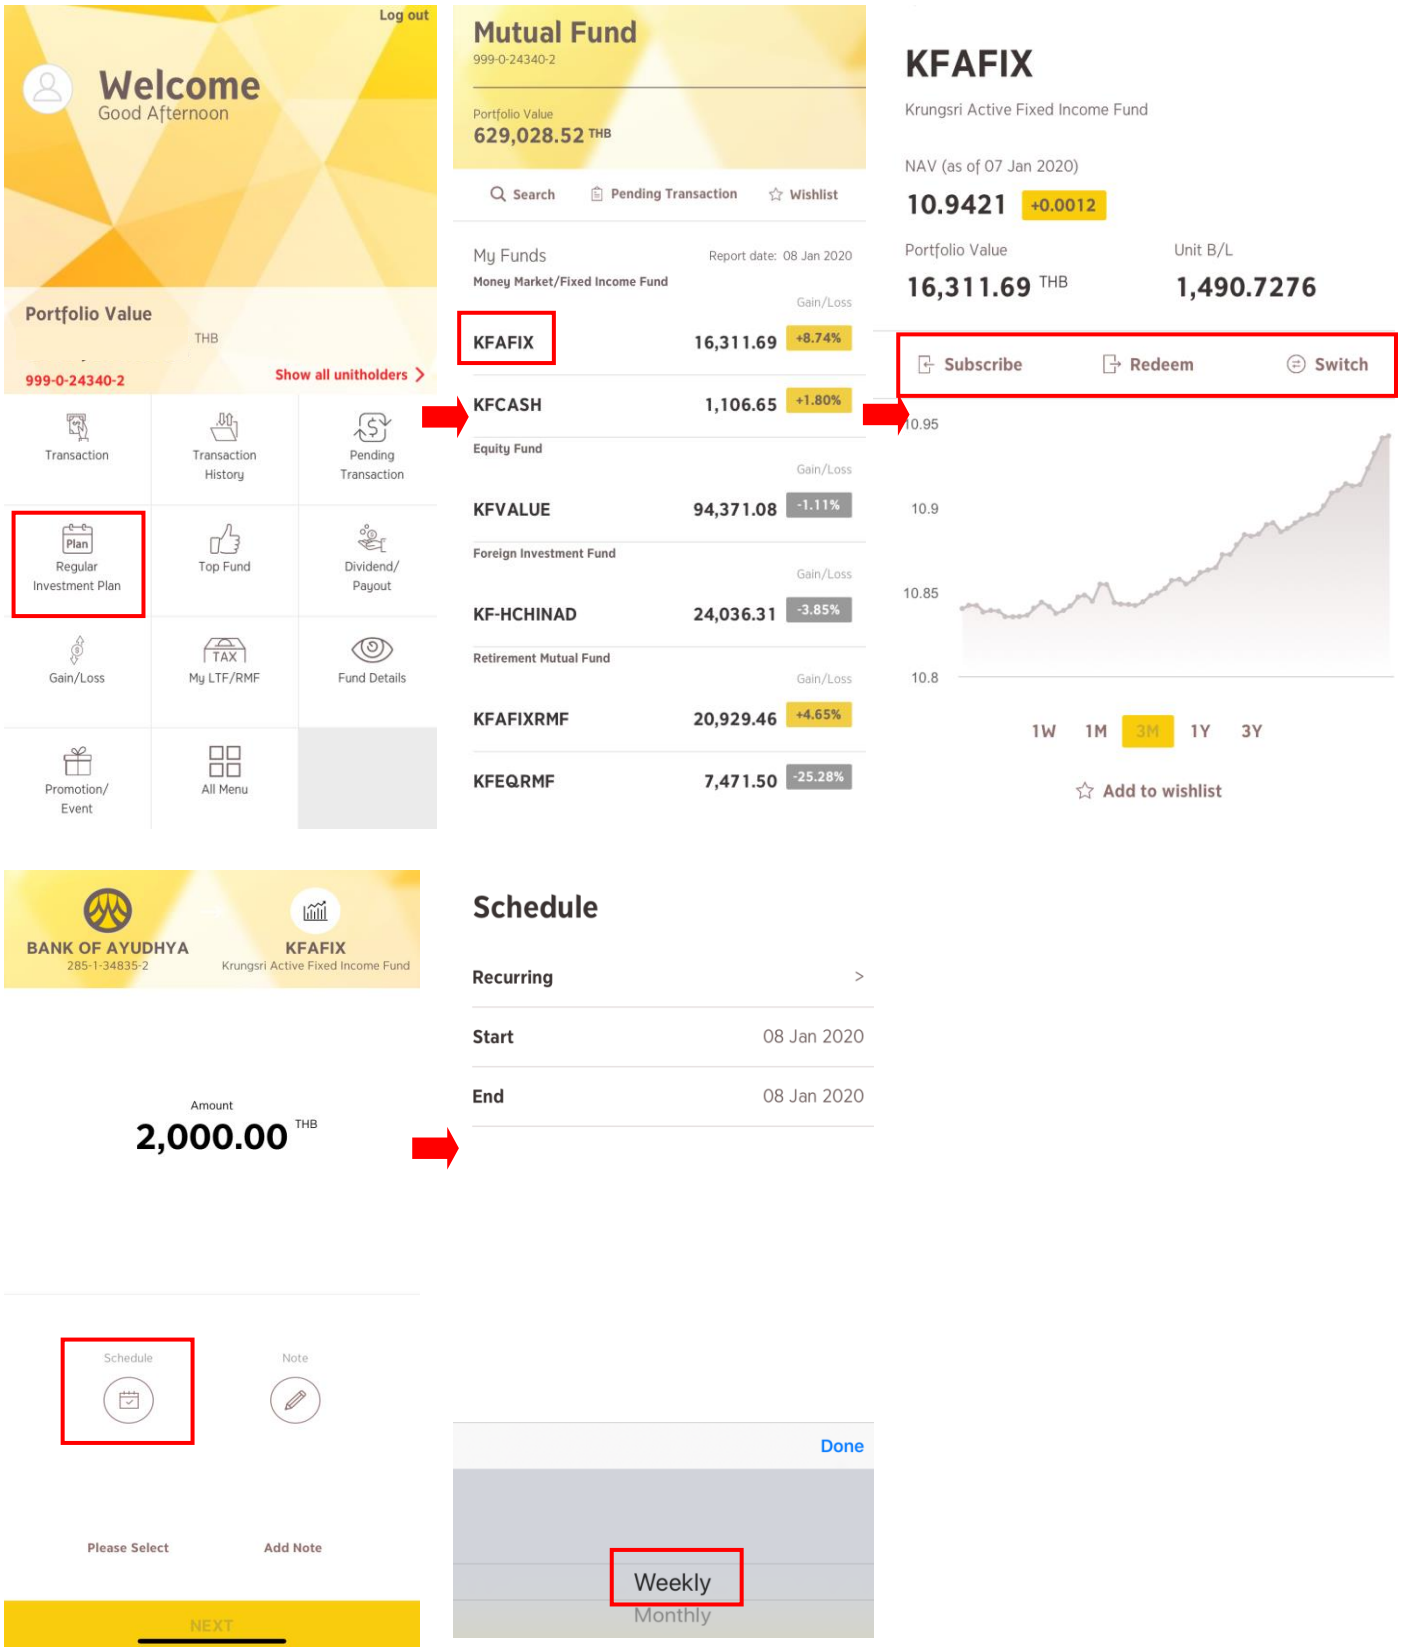 Log out
Welcome
Good Afternoon
Portfolio Value
THB
999-0-24340-2
Show all unitholders >
Transaction
Transaction
History
Pending
Transaction
Plan
Regular
Investment Plan
Top Fund
Dividend/
Payout
Gain/Loss
TAX
My LTF/RMF
Fund Details
Promotion/
Event
All Menu
Mutual Fund
999-0-24340-2
Portfolio Value
629,028.52 THB
Search
Pending Transaction
Wishlist
My Funds
Report date: 08 Jan 2020
Money Market/Fixed Income Fund
Gain/Loss
KFAFIX 16,311.69 +8.74%
KFCASH 1,106.65 +1.80%
Equity Fund
Gain/Loss
KFVALUE 94,371.08 -1.11%
Foreign Investment Fund
Gain/Loss
KF-HCHINAD 24,036.31 -3.85%
Retirement Mutual Fund
Gain/Loss
KFAFIXRMF 20,929.46 +4.65%
KFEQRMF 7,471.50 -25.28%
KFAFIX
Krungsri Active Fixed Income Fund
NAV (as of 07 Jan 2020)
10.9421 +0.0012
Portfolio Value
Unit B/L
16,311.69 THB
1,490.7276
Subscribe
Redeem
Switch
10.95
10.9
10.85
10.8
1W 1M 3M 1Y 3Y
Add to wishlist
BANK OF AYUDHYA
285-1-34835-2
KFAFIX
Krungsri Active Fixed Income Fund
Amount
2,000.00 THB
Schedule
Note
Please Select
Add Note
NEXT
Schedule
Recurring >
Start 08 Jan 2020
End 08 Jan 2020
Done
Weekly
Monthly